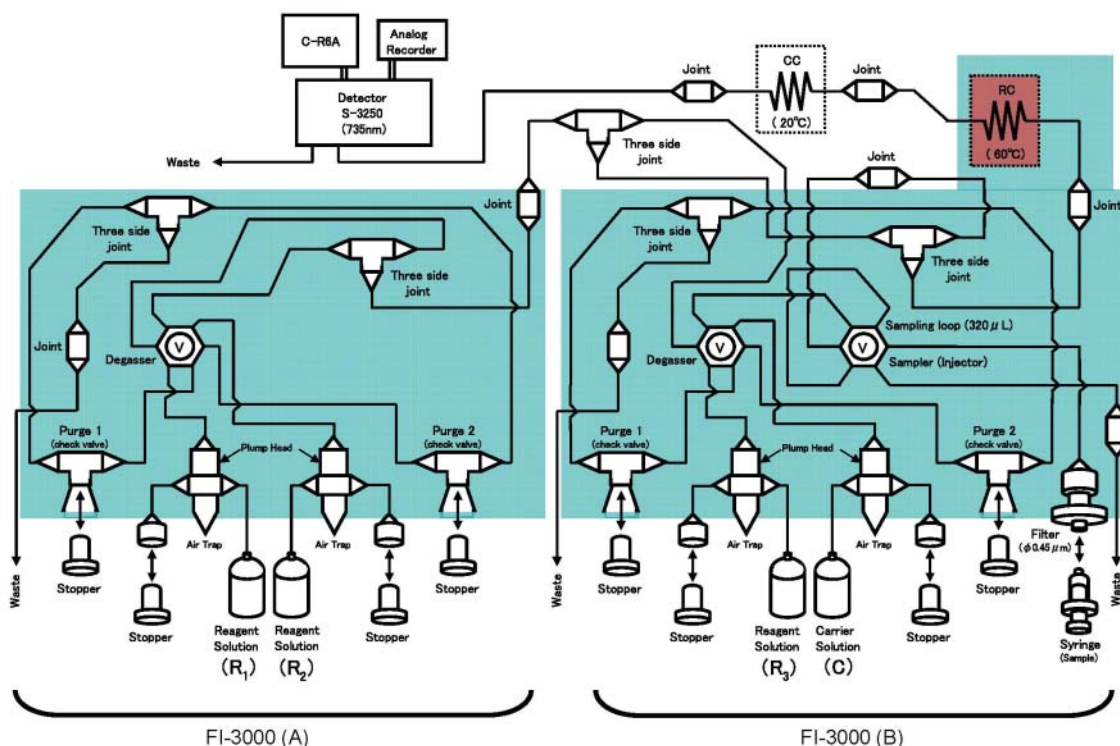 C-R6A
Analog
Recorder
Detector
S-3250
(735nm)
Waste
Joint
CC
(20℃)
Joint
RC
(60℃)
Three side
joint
Joint
Joint
Joint
Three side
joint
Three side
joint
Three side
joint
Three side
joint
Joint
Degasser
V
Joint
Degasser
V
V
Sampling loop (320μL)
Sampler (Injector)
Purge 1
(check valve)
Plump Head
Purge 2
(check valve)
Purge 1
(check valve)
Plump Head
Purge 2
(check valve)
Joint
Air Trap
Air Trap
Air Trap
Air Trap
Filter
(φ0.45μm)
Waste
Stopper
Stopper
Stopper
Stopper
Waste
Stopper
Stopper
Stopper
Stopper
Waste
Reagent
Solution
(R₁)
Reagent
Solution
(R₂)
Reagent
Solution
(R₃)
Carrier
Solution
(C)
Syringe
(Sample)
FI-3000 (A)
FI-3000 (B)